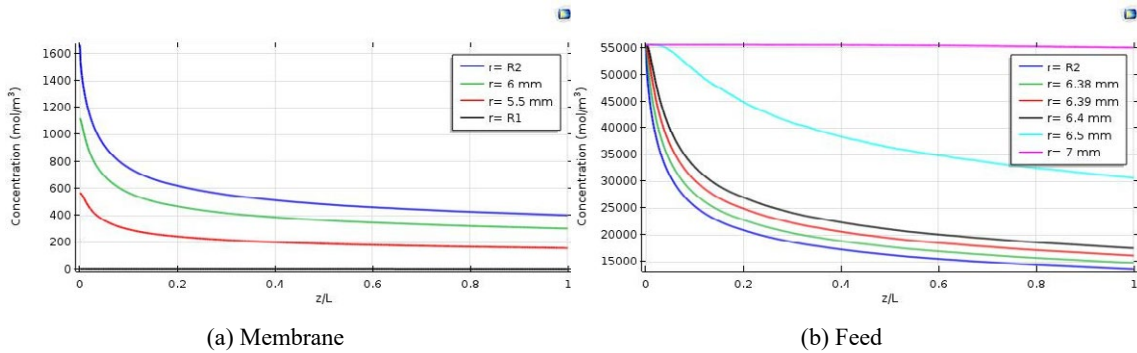 1600
1400
1200
1000
800
600
400
200
0
Concentration (mol/m³)
0 0.2 0.4 0.6 0.8 1
z/L
r= R2
r= 6 mm
r= 5.5 mm
r= R1
(a) Membrane
55000
50000
45000
40000
35000
30000
25000
20000
15000
Concentration (mol/m³)
0 0.2 0.4 0.6 0.8 1
z/L
r= R2
r= 6.38 mm
r= 6.39 mm
r= 6.4 mm
r= 6.5 mm
r= 7 mm
(b) Feed